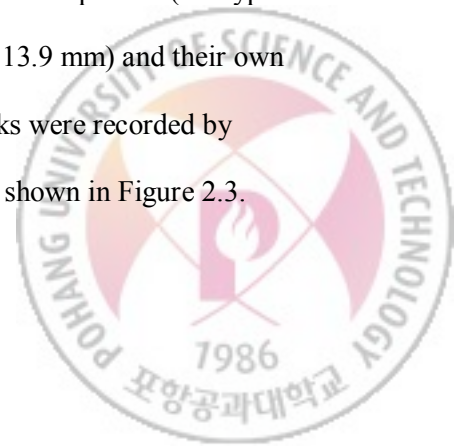 13.9 mm) and their own
ks were recorded by
shown in Figure 2.3.
POHANG UNIVERSITY OF SCIENCE AND TECHNOLOGY
1986
포항공과대학교